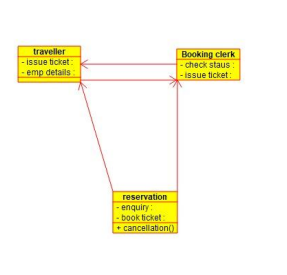 traveller
- issue ticket :
- emp details :
Booking clerk
- check staus :
- issue ticket :
reservation
- enquiry :
- book ticket :
+ cancellation()